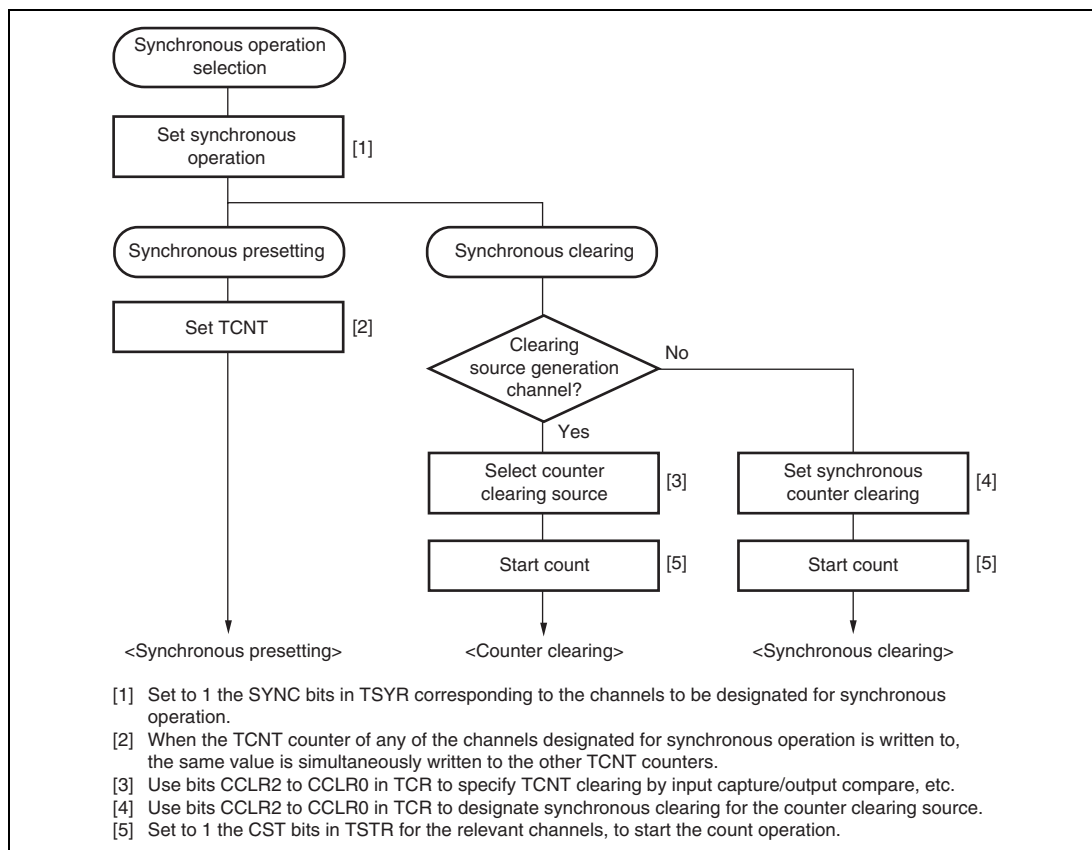 Synchronous operation
selection
Set synchronous
operation
[1]
Synchronous presetting
Synchronous clearing
Set TCNT
[2]
Clearing
source generation
channel?
No
Yes
Select counter
clearing source
[3]
Set synchronous
counter clearing
[4]
Start count
[5]
Start count
[5]
<Synchronous presetting>
<Counter clearing>
<Synchronous clearing>
[1] Set to 1 the SYNC bits in TSYR corresponding to the channels to be designated for synchronous
operation.
[2] When the TCNT counter of any of the channels designated for synchronous operation is written to,
the same value is simultaneously written to the other TCNT counters.
[3] Use bits CCLR2 to CCLR0 in TCR to specify TCNT clearing by input capture/output compare, etc.
[4] Use bits CCLR2 to CCLR0 in TCR to designate synchronous clearing for the counter clearing source.
[5] Set to 1 the CST bits in TSTR for the relevant channels, to start the count operation.